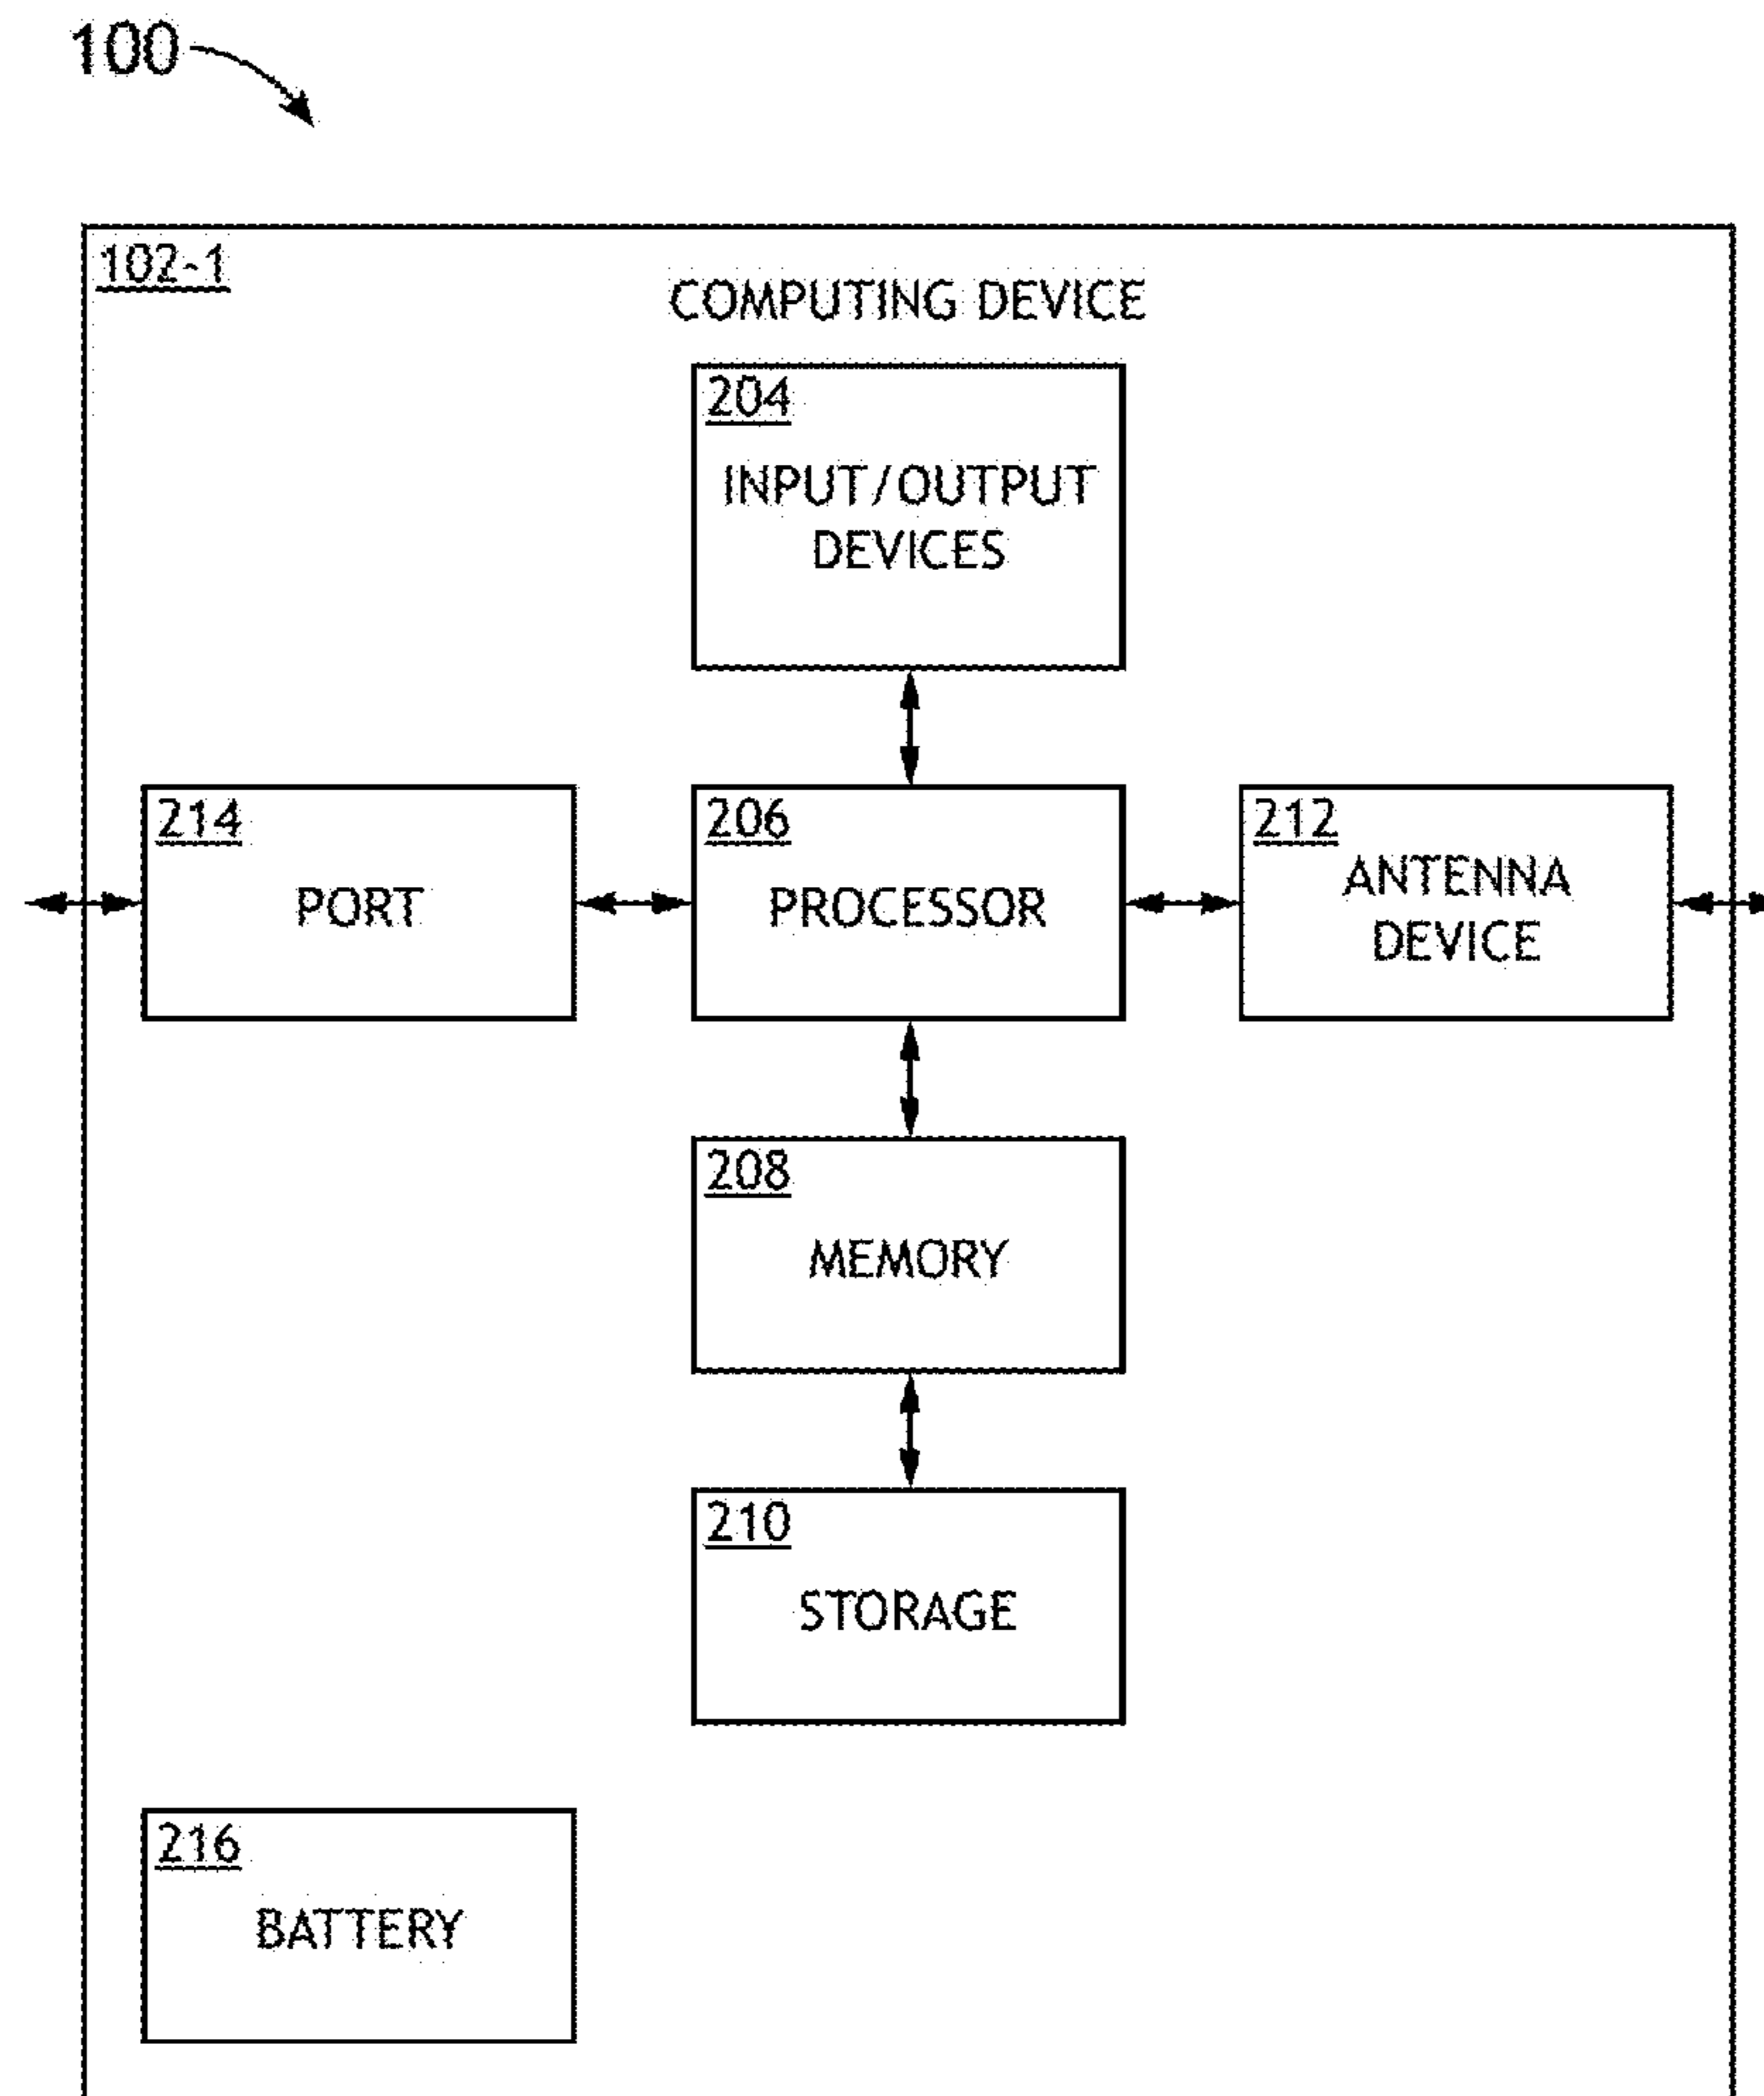 100
102-1
COMPUTING DEVICE
204
INPUT/OUTPUT
DEVICES
214
PORT
206
PROCESSOR
212
ANTENNA
DEVICE
208
MEMORY
210
STORAGE
216
BATTERY